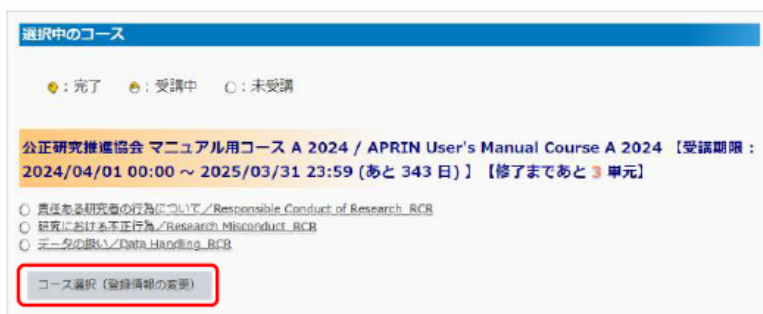 選択中のコース
：完了 ：受講中 ：未受講
公正研究推進協会 マニュアル用コース A 2024 / APRIN User's Manual Course A 2024 【受講期限：
2024/04/01 00:00 ～ 2025/03/31 23:59 (あと 343 日) 】【修了まであと 3 単元】
責任ある研究者の行為について／Responsible Conduct of Research_RCR
研究における不正行為／Research Misconduct_RCR
データの扱い／Data Handling_RCR
コース選択（登録情報の変更）